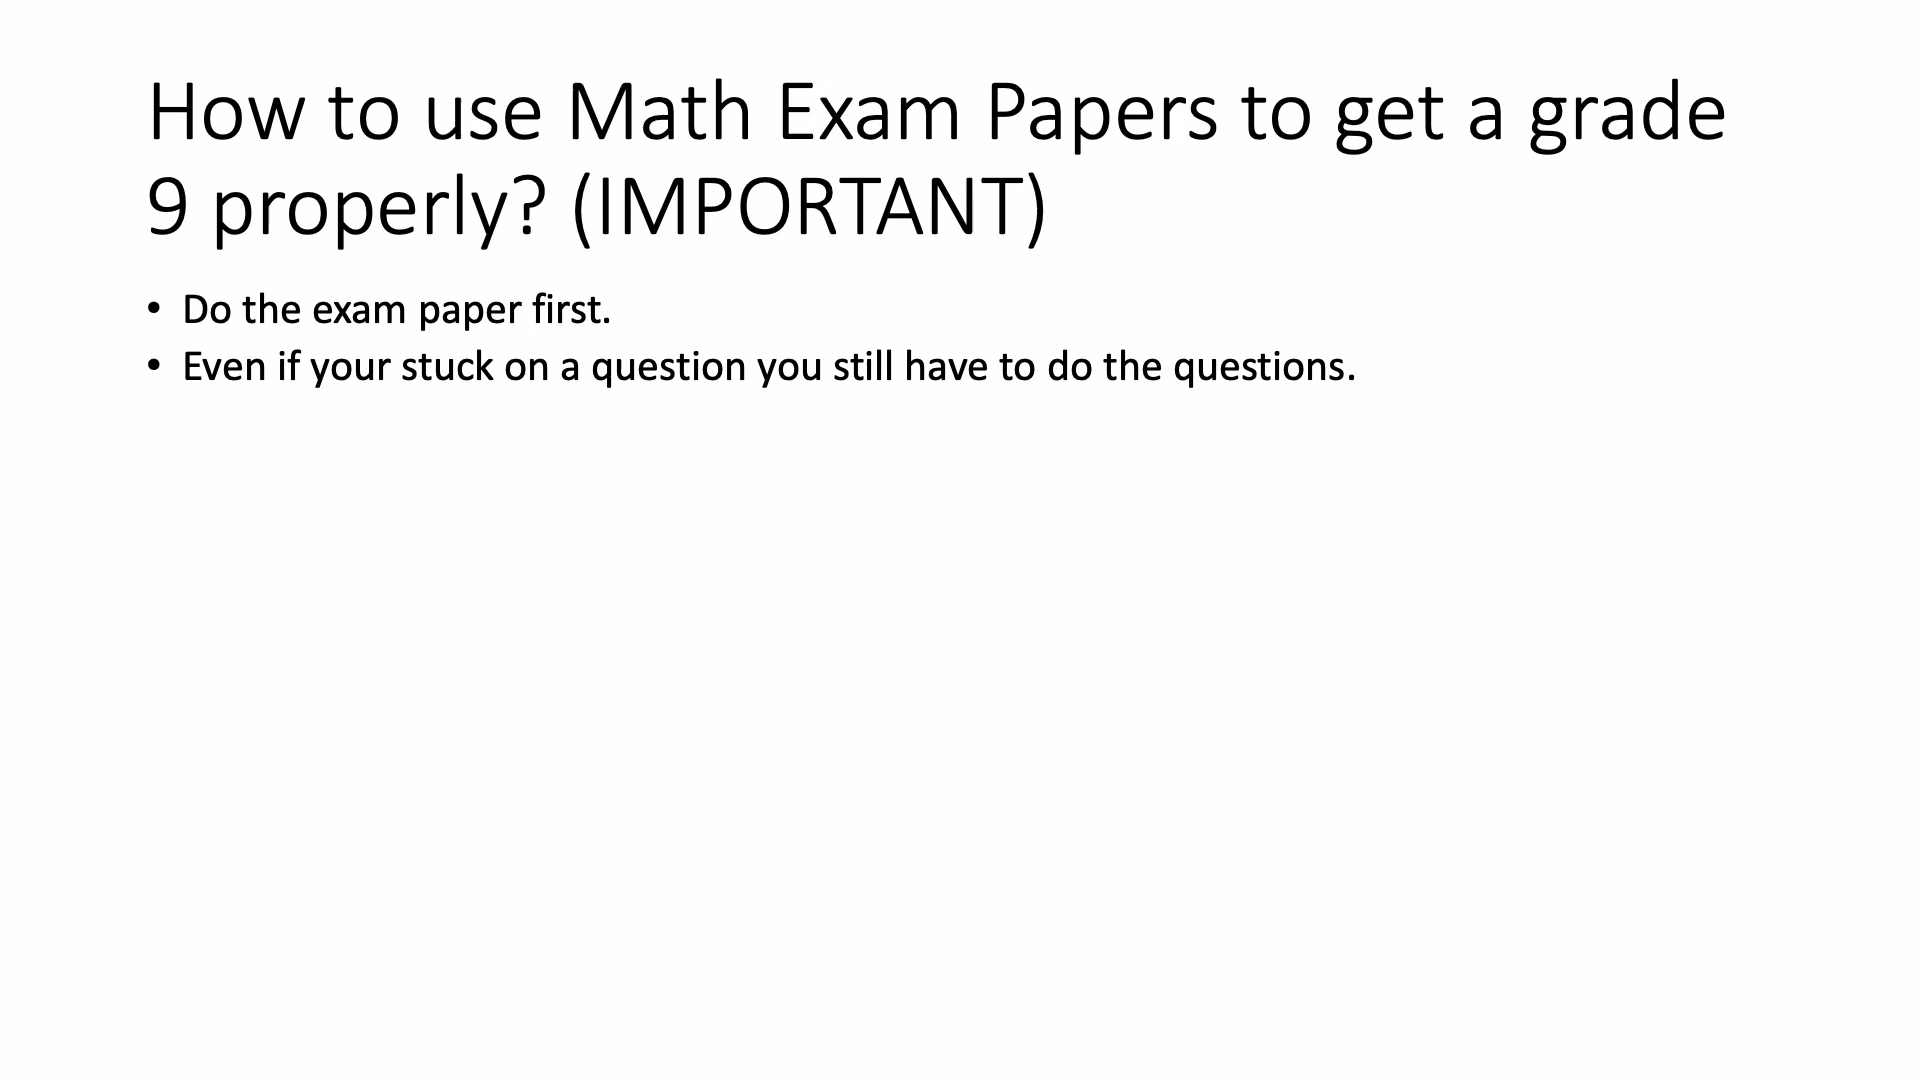 How to use Math Exam Papers to get a grade
9 properly? (IMPORTANT)
• Do the exam paper first.
• Even if your stuck on a question you still have to do the questions.